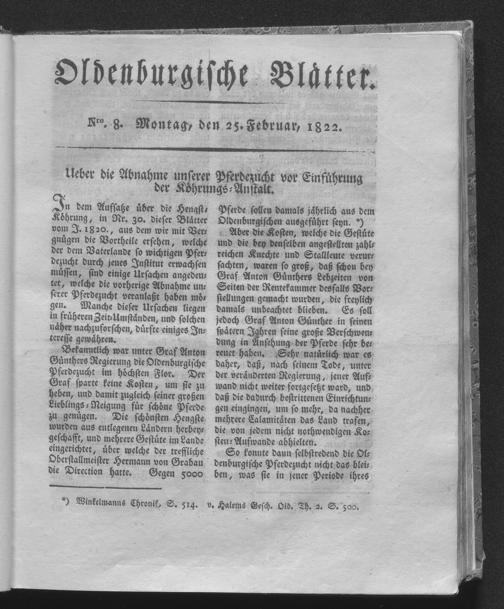 Oldenburgische Blätter.
Nro. 8. Montag, den 25. Februar, 1822.
Ueber die Abnahme unserer Pferdezucht vor Einführung
der Köhrungs-Anstalt.
In dem Aufsatze über die Hengst-
Köhrung, in Nr. 30. dieser Blätter
vom J. 1820., aus dem wir mit Ver-
gnügen die Vortheile ersehen, welche
der dem Vaterlande so wichtigen Pfer-
dezucht durch jenes Institut erwachsen
müssen, sind einige Ursachen angedeu-
tet, welche die vorherige Abnahme un-
serer Pferdezucht veranlaßt haben mö-
gen. Manche dieser Ursachen liegen
in früheren Zeit-Umständen, und solchen
näher nachzuforschen, dürfte einiges In-
teresse gewähren.
Bekanntlich war unter Graf Anton
Günthers Regierung die Oldenburgische
Pferdezucht im höchsten Flor. Der
Graf sparte keine Kosten, um sie zu
heben, und damit zugleich seiner großen
Lieblings-Neigung für schöne Pferde
zu genügen. Die schönsten Hengste
wurden aus entlegenen Ländern herbey-
geschafft, und mehrere Gestüte im Lande
eingerichtet, über welche der treffliche
Oberstallmeister Hermann von Grabau
die Direction hatte. Gegen 5000
Pferde sollen damals jährlich aus dem
Oldenburgischen ausgeführt seyn. *)
Aber die Kosten, welche die Gestüte
und die bey denselben angestellten zahl-
reichen Knechte und Stallleute verur-
sachten, waren so groß, daß schon bey
Graf Anton Günthers Lebzeiten von
Seiten der Rentekammer desfalls Vor-
stellungen gemacht wurden, die freylich
damals unbeachtet blieben. Es soll
jedoch Graf Anton Günther in seinen
spätern Jahren seine große Verschwen-
dung in Ansehung der Pferde sehr be-
reuet haben. Sehr natürlich war es
daher, daß, nach seinem Tode, unter
der veränderten Regierung, jener Auf-
wand nicht weiter fortgesetzt ward, und,
daß die dadurch bestrittenen Einrichtun-
gen eingingen, um so mehr, da nachher
mehrere Calamitäten das Land trafen,
die von jedem nicht nothwendigen Ko-
sten-Aufwande abhielten.
So konnte dann selbstredend die Ol-
denburgische Pferdezucht nicht das blei-
ben, was sie in jener Periode ihres
*) Winkelmanns Chronik, S. 514. v. Halems Gesch. Old. Th. 2. S. 500.